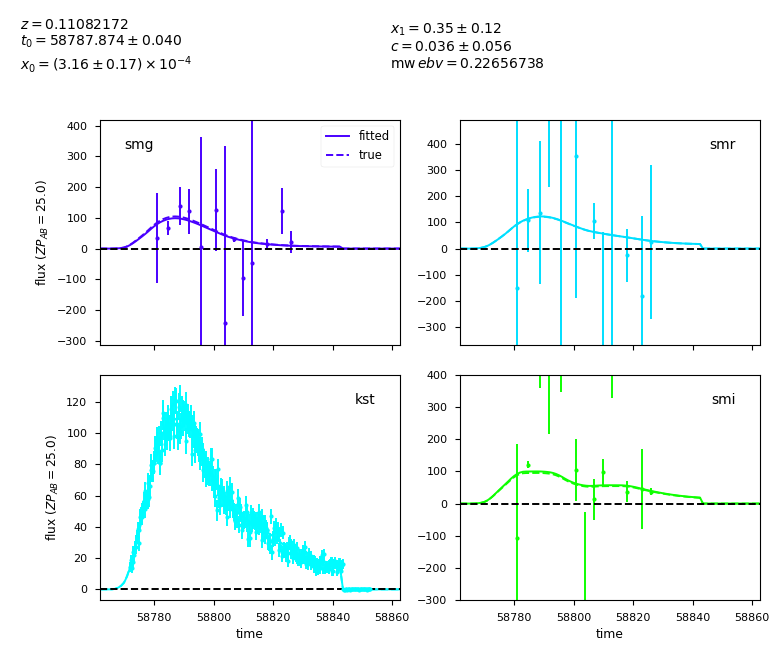 z = 0.11082172
t₀ = 58787.874 ± 0.040
x₀ = (3.16 ± 0.17) × 10⁻⁴
x₁ = 0.35 ± 0.12
c = 0.036 ± 0.056
mw ebv = 0.22656738
smg
fitted
true
flux (ZP_AB = 25.0)
400
300
200
100
0
−100
−200
−300
smr
400
300
200
100
0
−100
−200
−300
kst
flux (ZP_AB = 25.0)
120
100
80
60
40
20
0
58780 58800 58820 58840 58860
time
smi
400
300
200
100
0
−100
−200
−300
58780 58800 58820 58840 58860
time